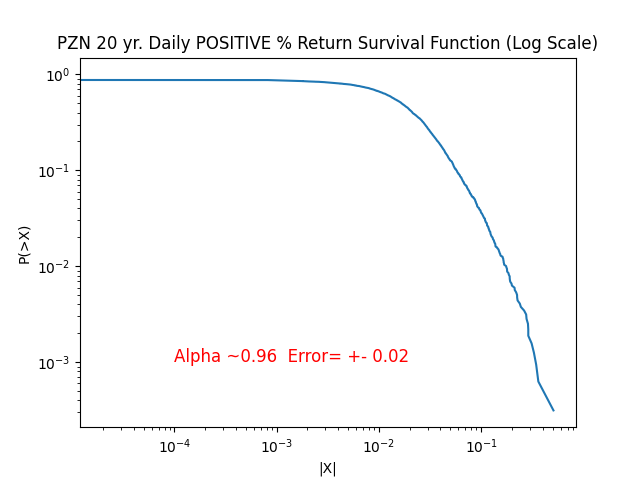 PZN 20 yr. Daily POSITIVE % Return Survival Function (Log Scale)
10⁰
10⁻¹
10⁻²
10⁻³
P(>X)
Alpha ~0.96  Error= +- 0.02
10⁻⁴ 10⁻³ 10⁻² 10⁻¹
|X|